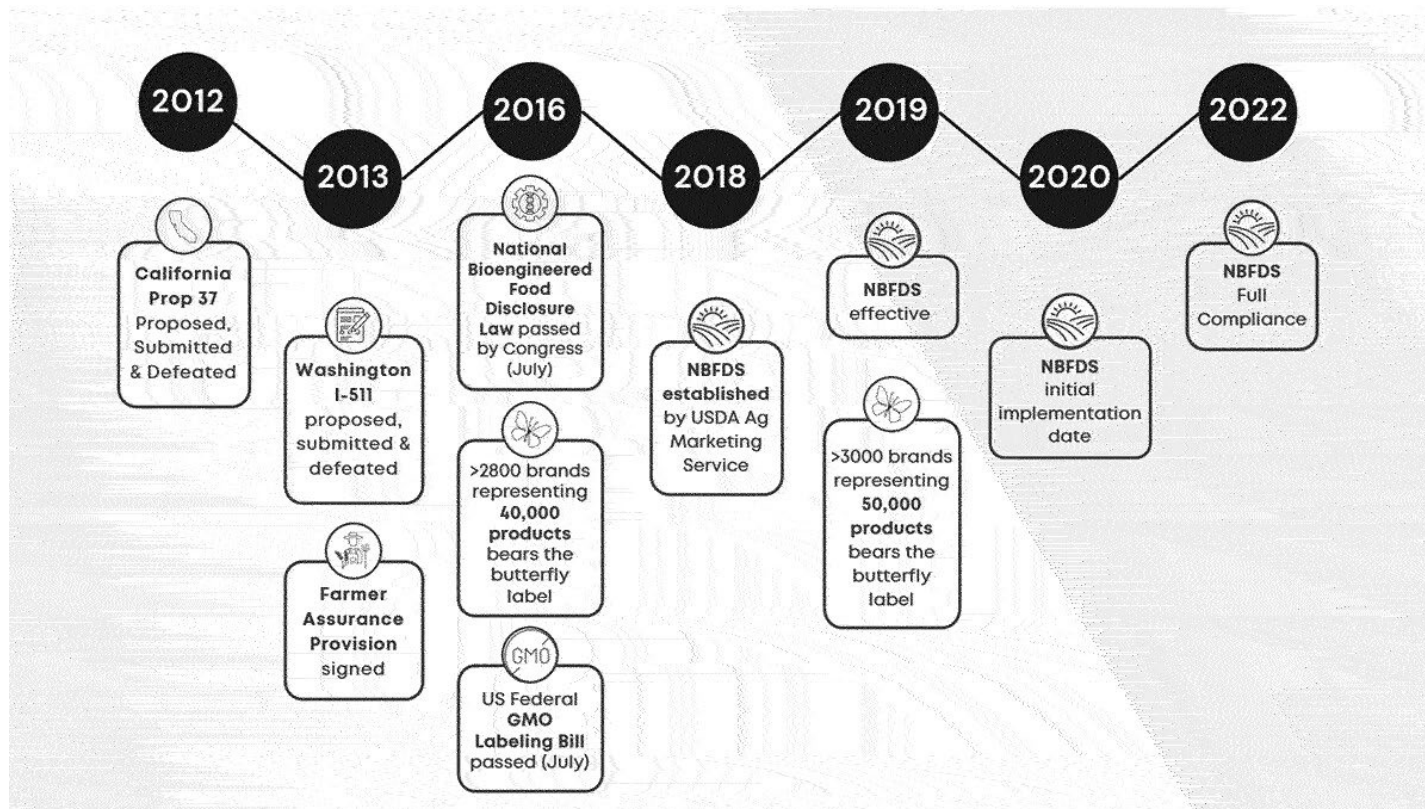 2012
2013
2016
2018
2019
2020
2022
California
Prop 37
Proposed,
Submitted
& Defeated
Washington
I-511
proposed,
submitted &
defeated
Farmer
Assurance
Provision
signed
National
Bioengineered
Food
Disclosure
Law passed
by Congress
(July)
>2800 brands
representing
40,000
products
bears the
butterfly
label
GMO
US Federal
GMO
Labeling Bill
passed (July)
NBFDS
established
by USDA Ag
Marketing
Service
NBFDS
effective
>3000 brands
representing
50,000
products
bears the
butterfly
label
NBFDS
initial
implementation
date
NBFDS
Full
Compliance